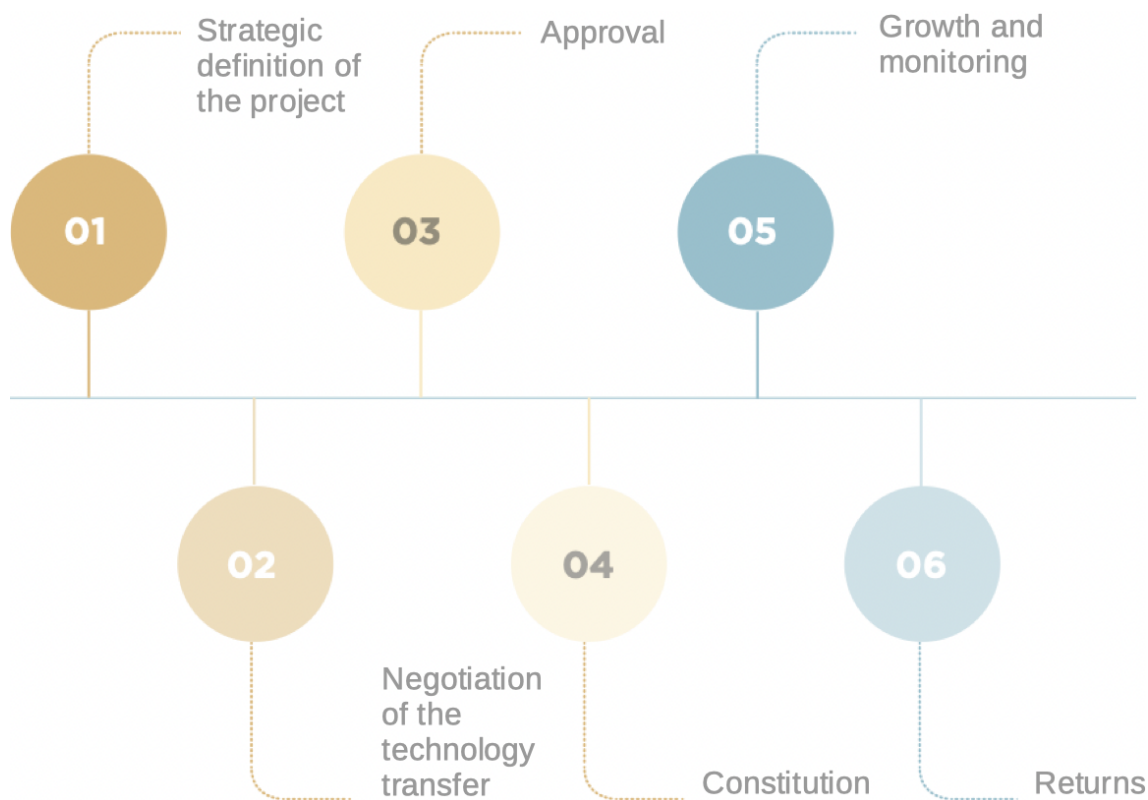 01
Strategic
definition of
the project
02
Negotiation
of the
technology
transfer
03
Approval
04
Constitution
05
Growth and
monitoring
06
Returns